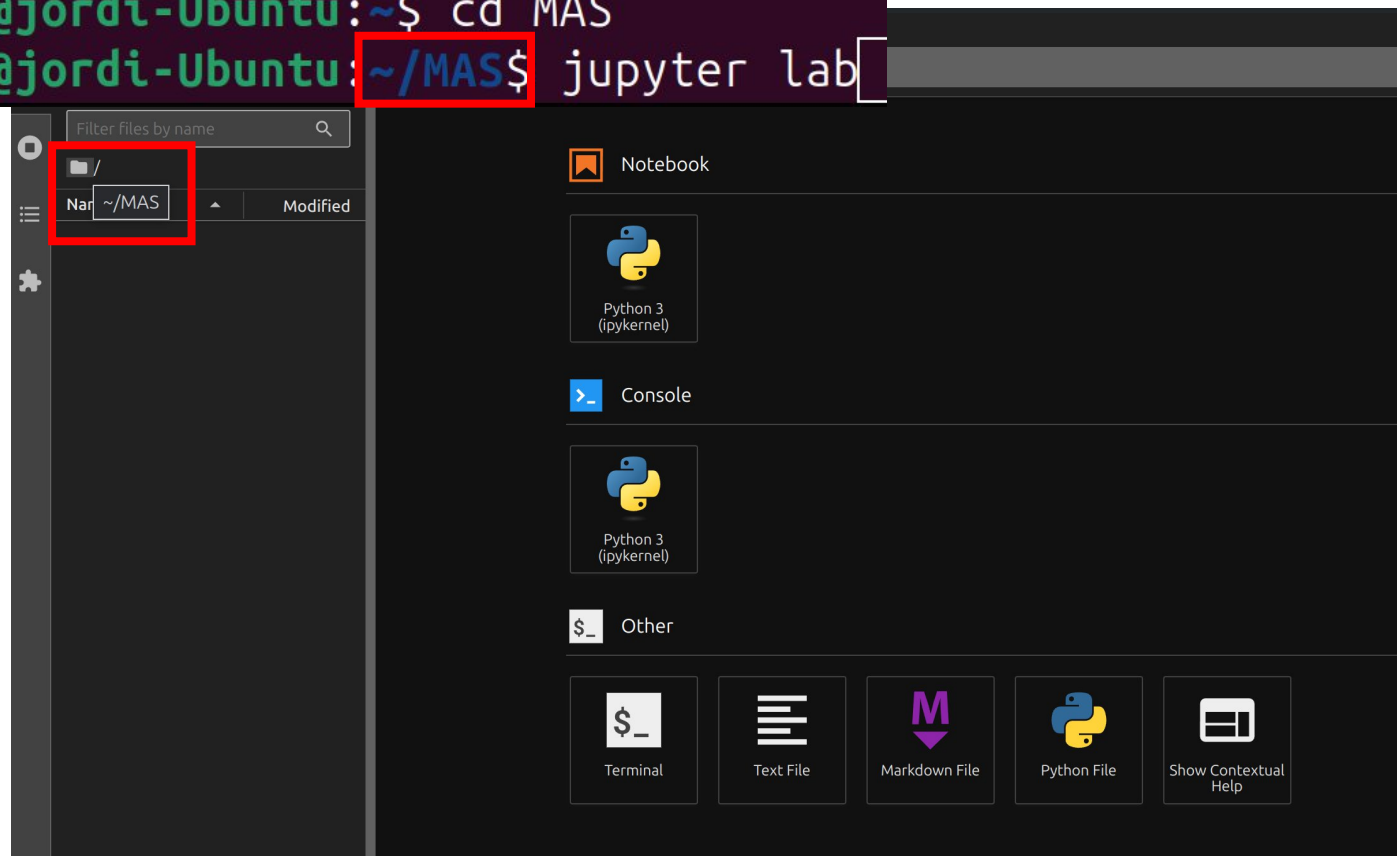 @jordi-Ubuntu:~$ cd MAS
@jordi-Ubuntu:~/MAS$ jupyter lab
Filter files by name
/
~/MAS
Modified
Notebook
Python 3
(ipykernel)
Console
Python 3
(ipykernel)
$_ Other
$_
M
Terminal
Text File
Markdown File
Python File
Show Contextual
Help